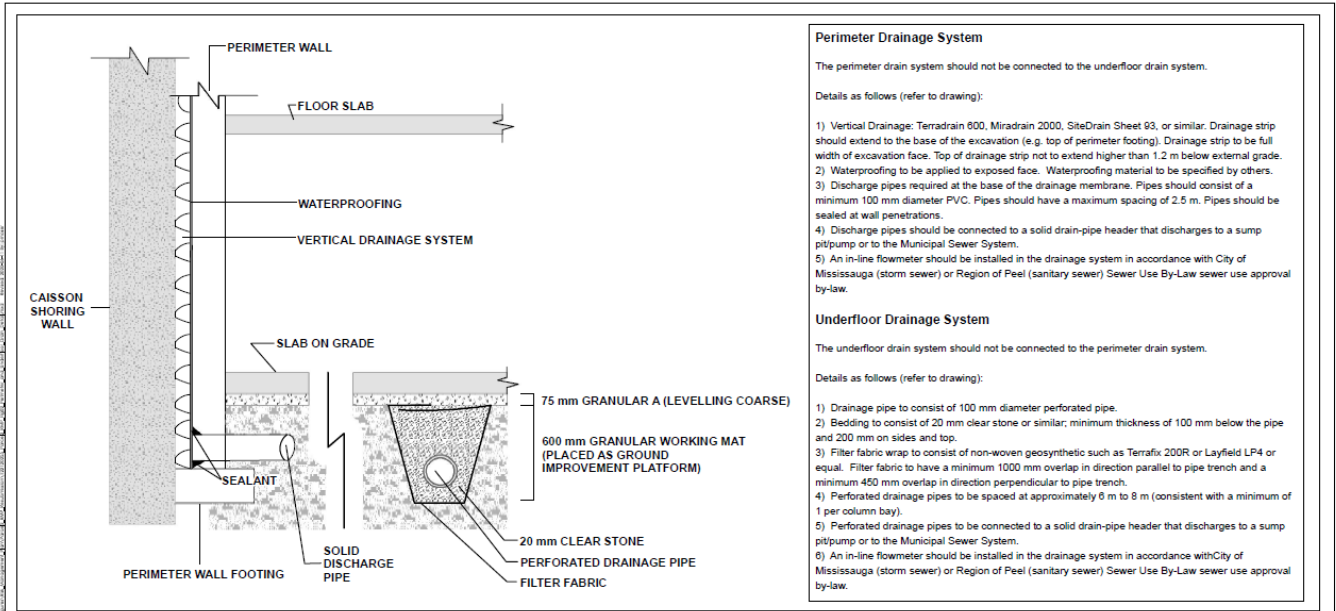 PERIMETER WALL
FLOOR SLAB
WATERPROOFING
VERTICAL DRAINAGE SYSTEM
CAISSON
SHORING
WALL
SLAB ON GRADE
75 mm GRANULAR A (LEVELLING COARSE)
600 mm GRANULAR WORKING MAT
(PLACED AS GROUND
IMPROVEMENT PLATFORM)
SEALANT
20 mm CLEAR STONE
SOLID
DISCHARGE
PIPE
PERFORATED DRAINAGE PIPE
PERIMETER WALL FOOTING
FILTER FABRIC
Perimeter Drainage System
The perimeter drain system should not be connected to the underfloor drain system.
Details as follows (refer to drawing):
1) Vertical Drainage: Terradrain 600, Miradrain 2000, SiteDrain Sheet 93, or similar. Drainage strip
should extend to the base of the excavation (e.g. top of perimeter footing). Drainage strip to be full
width of excavation face. Top of drainage strip not to extend higher than 1.2 m below external grade.
2) Waterproofing to be applied to exposed face. Waterproofing material to be specified by others.
3) Discharge pipes required at the base of the drainage membrane. Pipes should consist of a
minimum 100 mm diameter PVC. Pipes should have a maximum spacing of 2.5 m. Pipes should be
sealed at wall penetrations.
4) Discharge pipes should be connected to a solid drain-pipe header that discharges to a sump
pit/pump or to the Municipal Sewer System.
5) An in-line flowmeter should be installed in the drainage system in accordance with City of
Mississauga (storm sewer) or Region of Peel (sanitary sewer) Sewer Use By-Law sewer use approval
by-law.
Underfloor Drainage System
The underfloor drain system should not be connected to the perimeter drain system.
Details as follows (refer to drawing):
1) Drainage pipe to consist of 100 mm diameter perforated pipe.
2) Bedding to consist of 20 mm clear stone or similar; minimum thickness of 100 mm below the pipe
and 200 mm on sides and top.
3) Filter fabric wrap to consist of non-woven geosynthetic such as Terrafix 200R or Layfield LP4 or
equal. Filter fabric to have a minimum 1000 mm overlap in direction parallel to pipe trench and a
minimum 450 mm overlap in direction perpendicular to pipe trench.
4) Perforated drainage pipes to be spaced at approximately 6 m to 8 m (consistent with a minimum of
1 per column bay).
5) Perforated drainage pipes to be connected to a solid drain-pipe header that discharges to a sump
pit/pump or to the Municipal Sewer System.
6) An in-line flowmeter should be installed in the drainage system in accordance withCity of
Mississauga (storm sewer) or Region of Peel (sanitary sewer) Sewer Use By-Law sewer use approval
by-law.